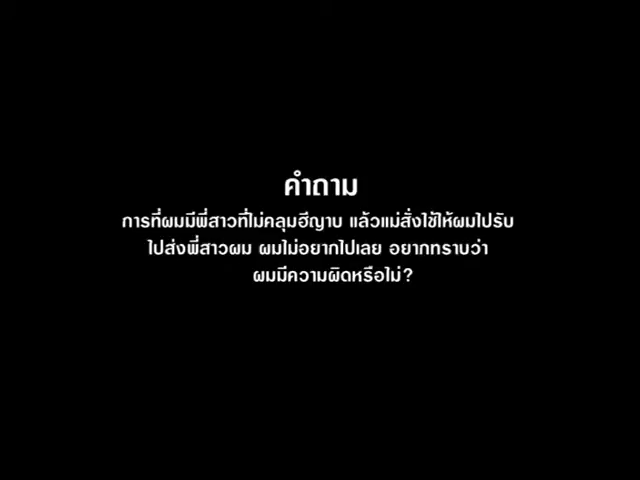 คำถาม
การที่ผมมีพี่สาวที่ไม่คลุมฮีญาบ แล้วแม่สั่งใช้ให้ผมไปรับ
ไปส่งพี่สาวผม ผมไม่อยากไปเลย อยากทราบว่า
ผมมีความผิดหรือไม่?